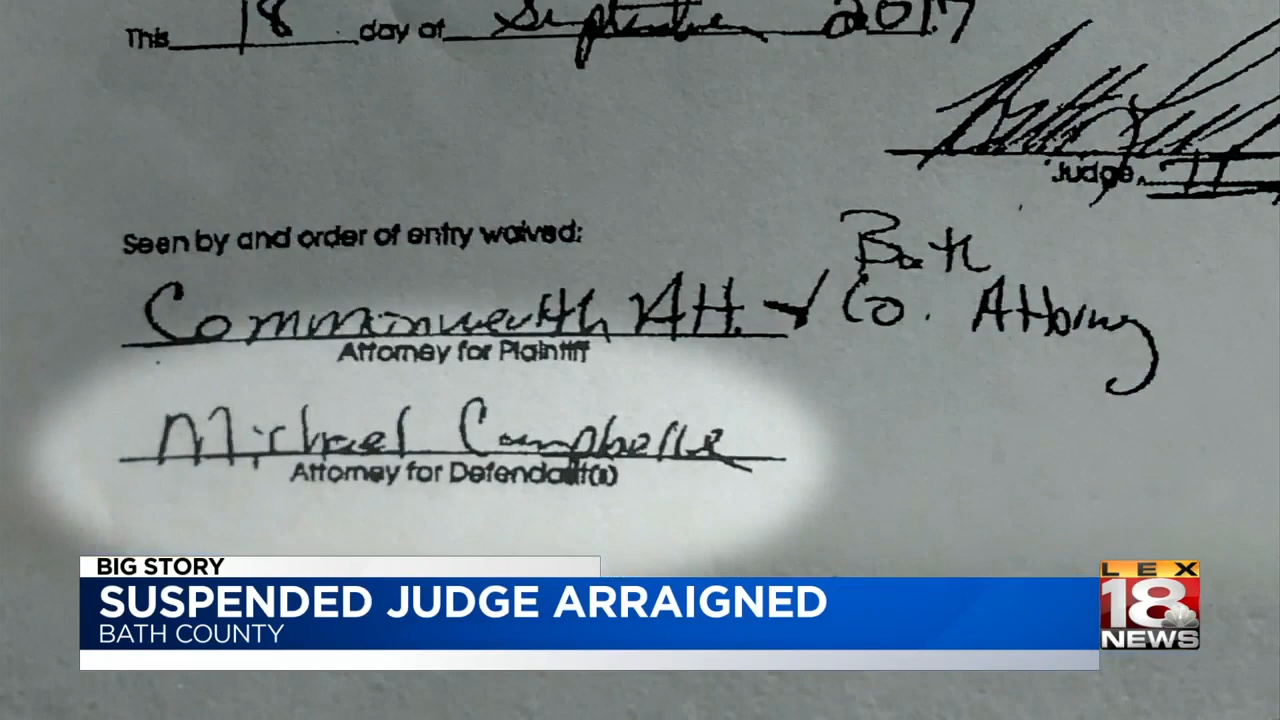 This 18 day of September 2017
Judge,
Seen by and order of entry waived:
Bath
Commonwealth Att. + Co. Attorney
Attorney for Plaintiff
Michael Campbelle
Attorney for Defendant(s)
BIG STORY
SUSPENDED JUDGE ARRAIGNED
BATH COUNTY
LEX
18
NEWS